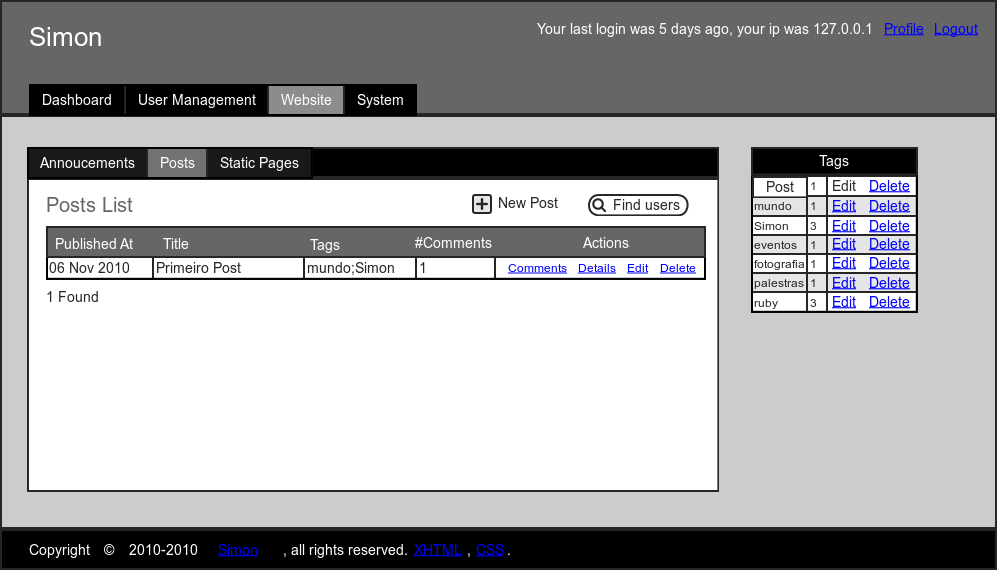 Simon
Your last login was 5 days ago, your ip was 127.0.0.1 Profile Logout
Dashboard User Management Website System
Annoucements Posts Static Pages
Posts List
New Post
Find users
Published At Title Tags #Comments Actions
06 Nov 2010 Primeiro Post mundo;Simon 1 Comments Details Edit Delete
1 Found
Tags
Post 1 Edit Delete
mundo 1 Edit Delete
Simon 3 Edit Delete
eventos 1 Edit Delete
fotografia 1 Edit Delete
palestras 1 Edit Delete
ruby 3 Edit Delete
Copyright © 2010-2010 Simon , all rights reserved. XHTML , CSS .